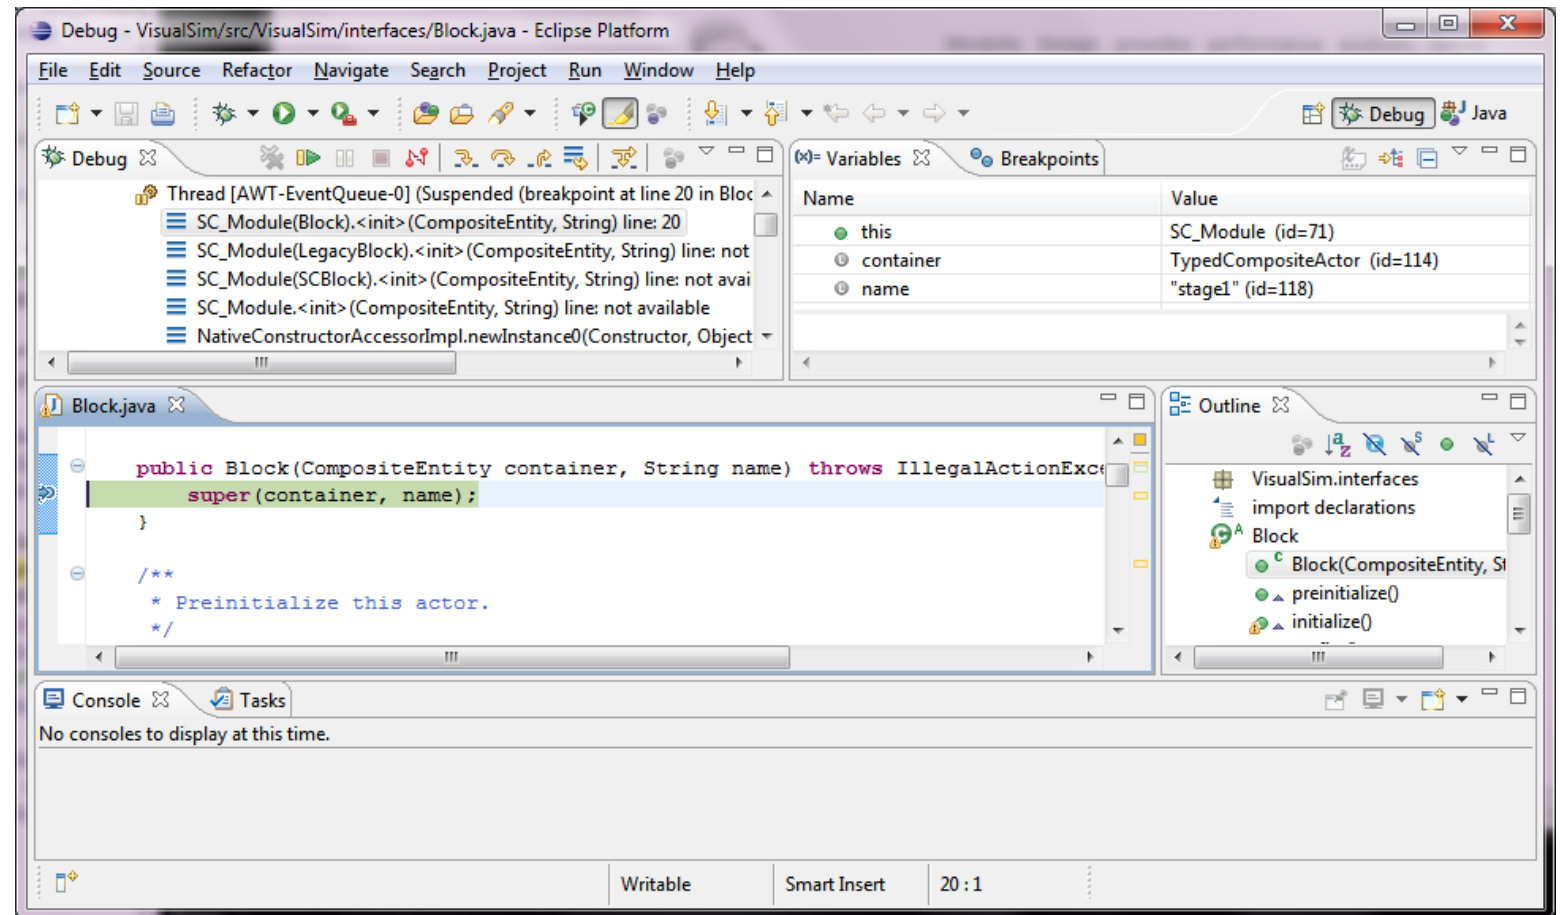 Debug - VisualSim/src/VisualSim/interfaces/Block.java - Eclipse Platform
File Edit Source Refactor Navigate Search Project Run Window Help
Debug Java
Debug
Thread [AWT-EventQueue-0] (Suspended (breakpoint at line 20 in Bloc
SC_Module(Block).<init>(CompositeEntity, String) line: 20
SC_Module(LegacyBlock).<init>(CompositeEntity, String) line: not
SC_Module(SCBlock).<init>(CompositeEntity, String) line: not avai
SC_Module.<init>(CompositeEntity, String) line: not available
NativeConstructorAccessorImpl.newInstance0(Constructor, Object
(x)= Variables Breakpoints
Name Value
this SC_Module (id=71)
container TypedCompositeActor (id=114)
name "stage1" (id=118)
Block.java
public Block(CompositeEntity container, String name) throws IllegalActionExce
super(container, name);
}
/**
* Preinitialize this actor.
*/
Outline
VisualSim.interfaces
import declarations
Block
Block(CompositeEntity, St
preinitialize()
initialize()
Console Tasks
No consoles to display at this time.
Writable Smart Insert 20 : 1